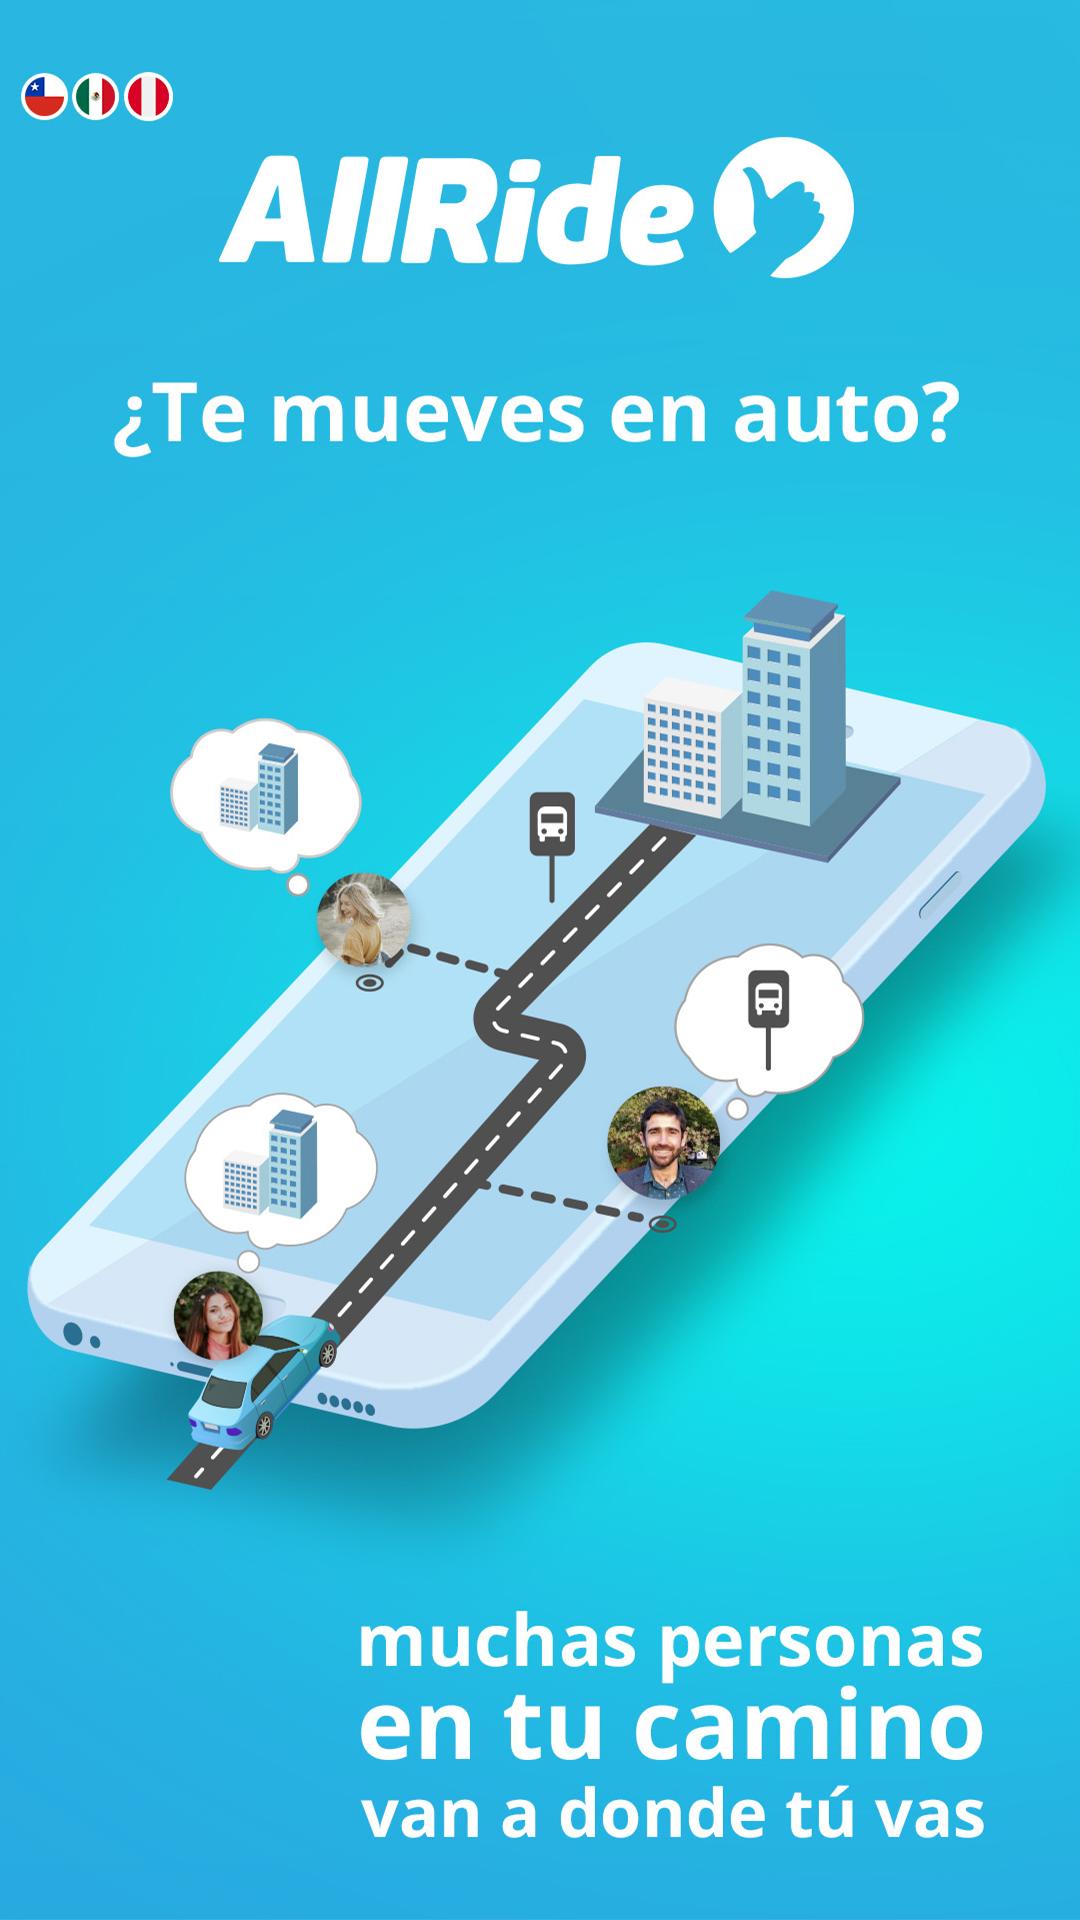 AllRide
¿Te mueves en auto?
muchas personas
en tu camino
van a donde tú vas